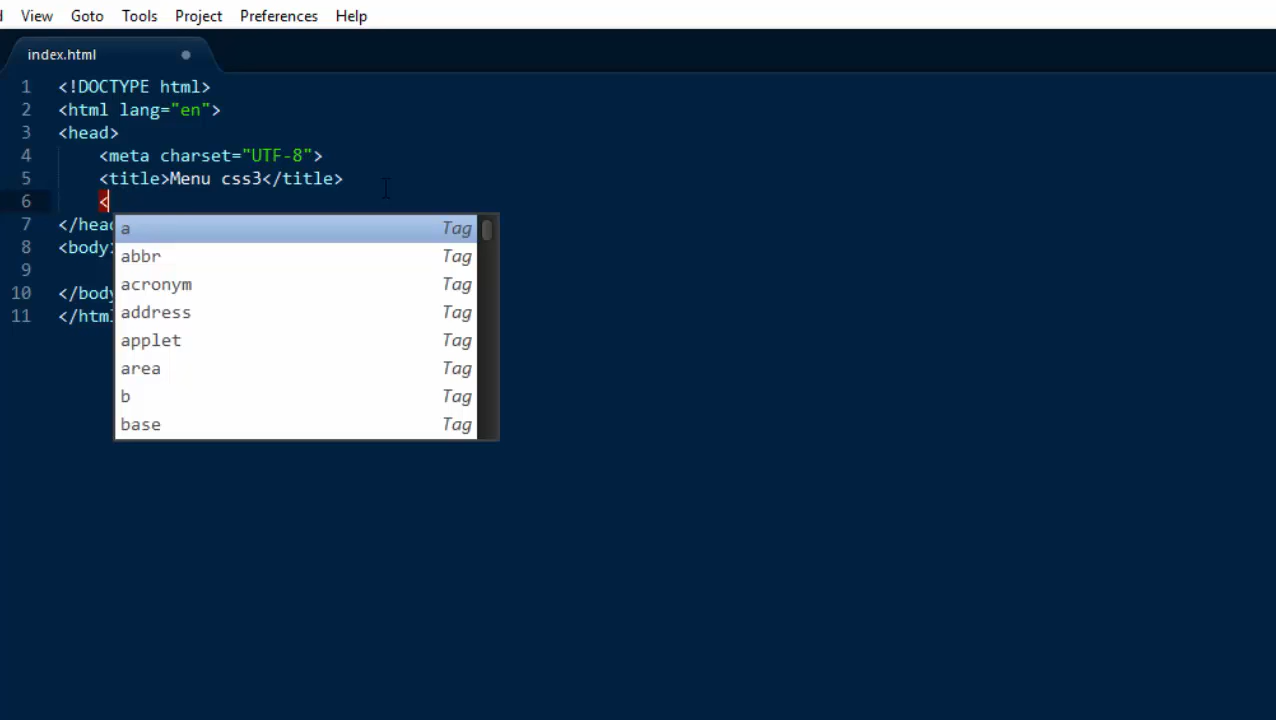 View Goto Tools Project Preferences Help
index.html
1 <!DOCTYPE html>
2 <html lang="en">
3 <head>
4 <meta charset="UTF-8">
5 <title>Menu css3</title>
6 <
7 </head
8 <body
9
10 </body
11 </html
a Tag
abbr Tag
acronym Tag
address Tag
applet Tag
area Tag
b Tag
base Tag